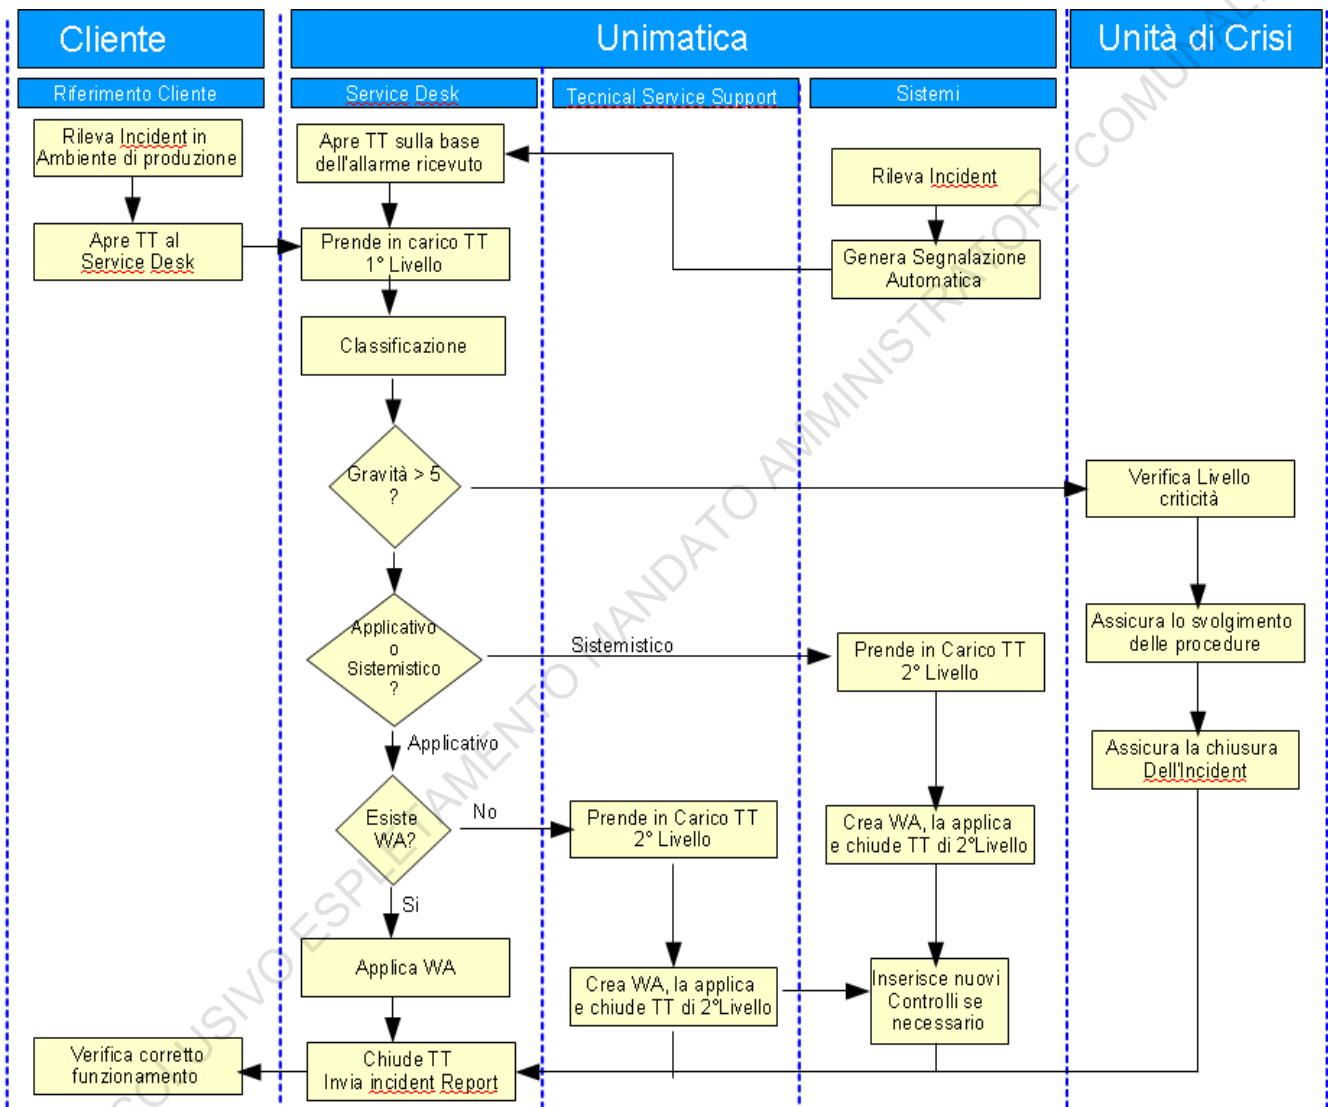 Cliente
Unimatica
Unità di Crisi
Riferimento Cliente
Service Desk
Tecnical Service Support
Sistemi
Rileva Incident in
Ambiente di produzione
Apre TT al
Service Desk
Apre TT sulla base
dell'allarme ricevuto
Prende in carico TT
1° Livello
Classificazione
Gravità > 5
?
Applicativo
o
Sistemistico
?
Sistemistico
Applicativo
Esiste
WA?
No
Si
Applica WA
Chiude TT
Invia incident Report
Verifica corretto
funzionamento
Prende in Carico TT
2° Livello
Crea WA, la applica
e chiude TT di 2°Livello
Rileva Incident
Genera Segnalazione
Automatica
Prende in Carico TT
2° Livello
Crea WA, la applica
e chiude TT di 2°Livello
Inserisce nuovi
Controlli se
necessario
Verifica Livello
criticità
Assicura lo svolgimento
delle procedure
Assicura la chiusura
Dell'Incident
ESPLETAMENTO MANDATO AMMINISTRATORE